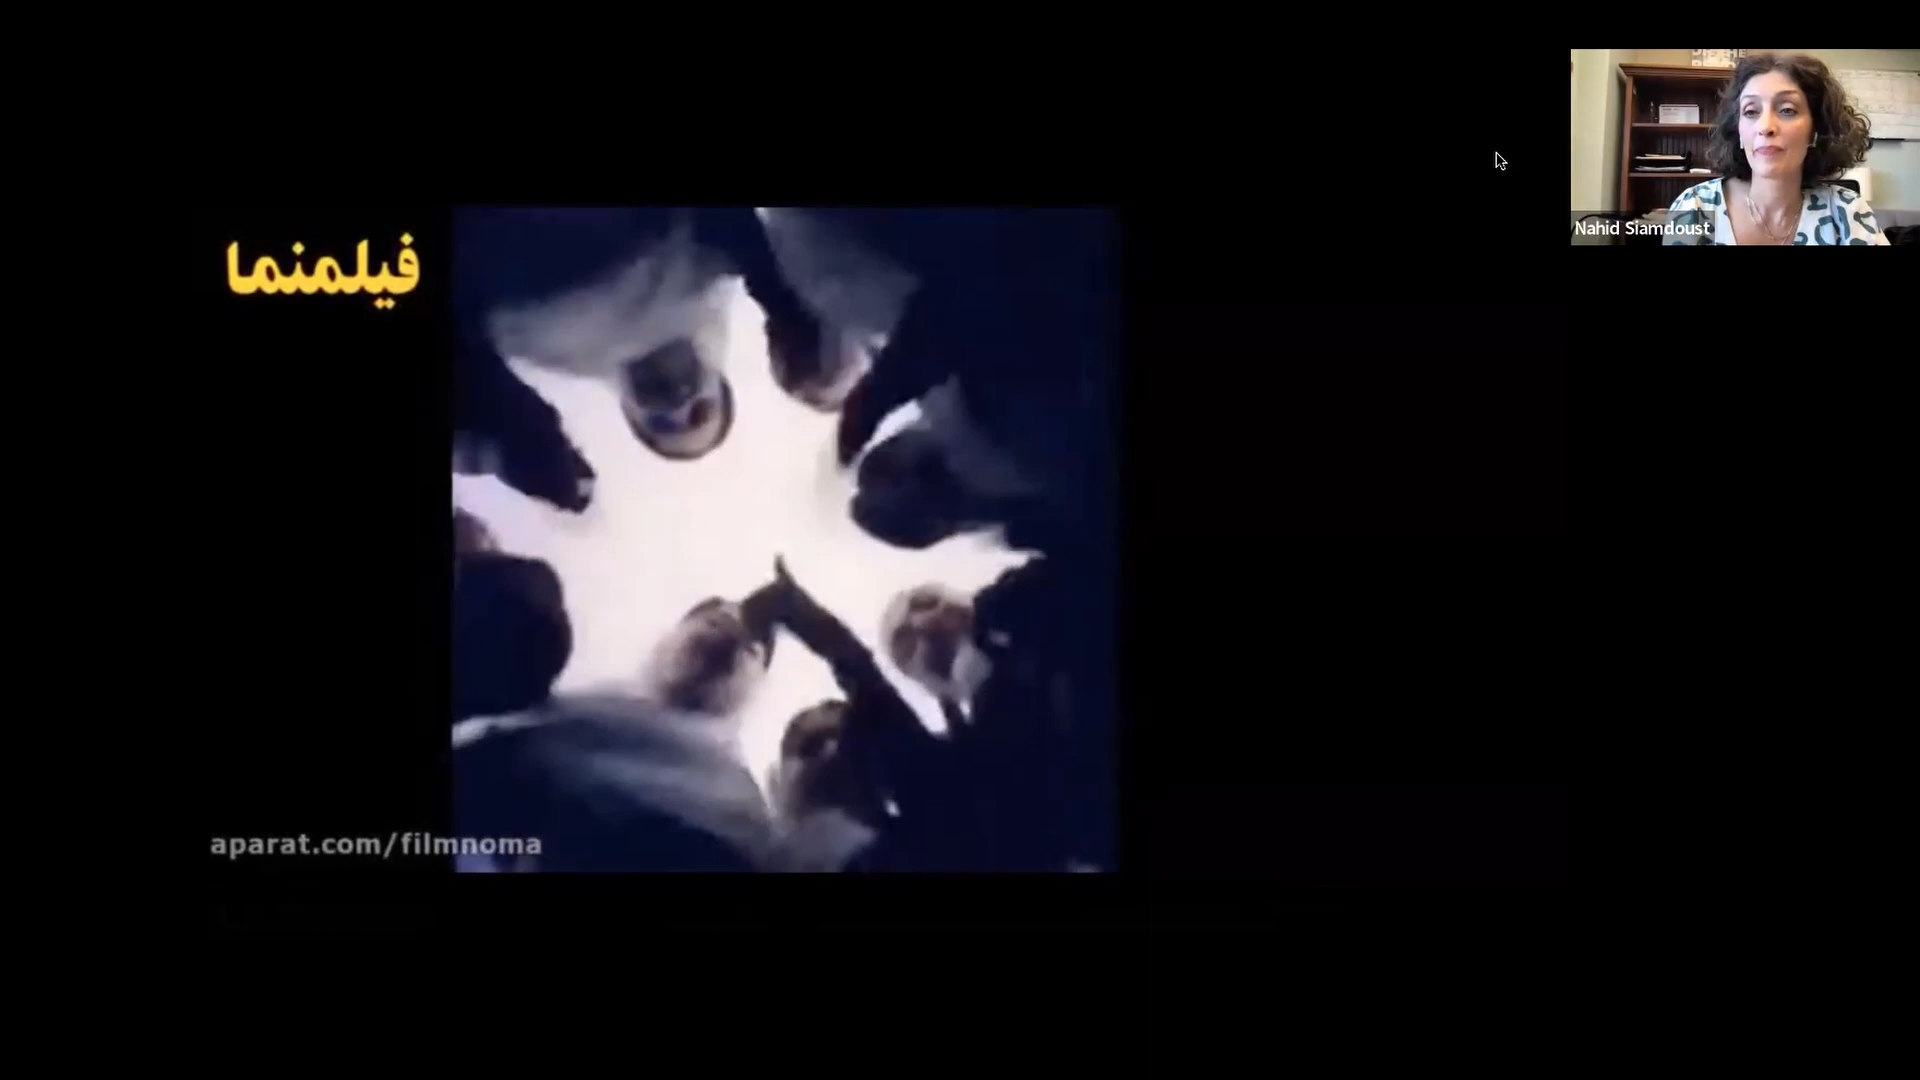 فیلمنما
Nahid Siamdoust
aparat.com/filmnoma